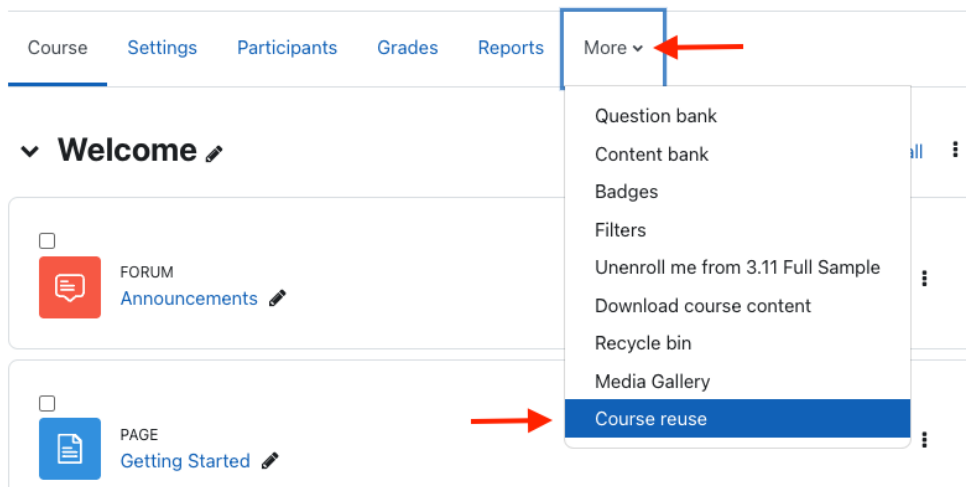 Course Settings Participants Grades Reports More
Welcome
all
FORUM
Announcements
PAGE
Getting Started
Question bank
Content bank
Badges
Filters
Unenroll me from 3.11 Full Sample
Download course content
Recycle bin
Media Gallery
Course reuse